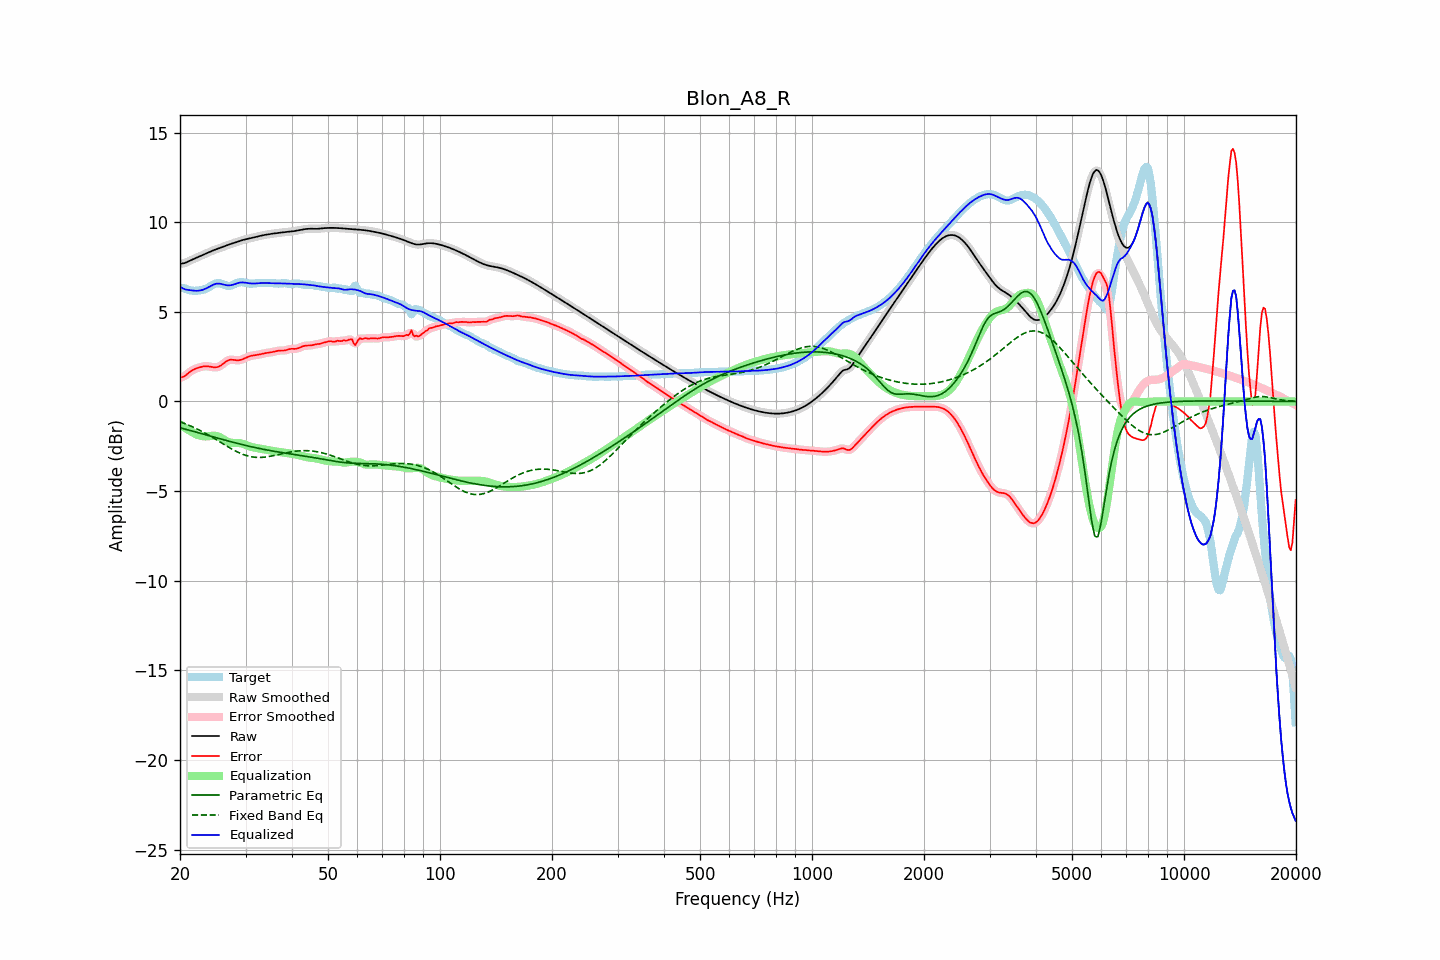 Blon_A8_R
15
10
5
0
−5
−10
−15
−20
−25
Amplitude (dBr)
Target
Raw Smoothed
Error Smoothed
Raw
Error
Equalization
Parametric Eq
Fixed Band Eq
Equalized
20 50 100 200 500 1000 2000 5000 10000 20000
Frequency (Hz)